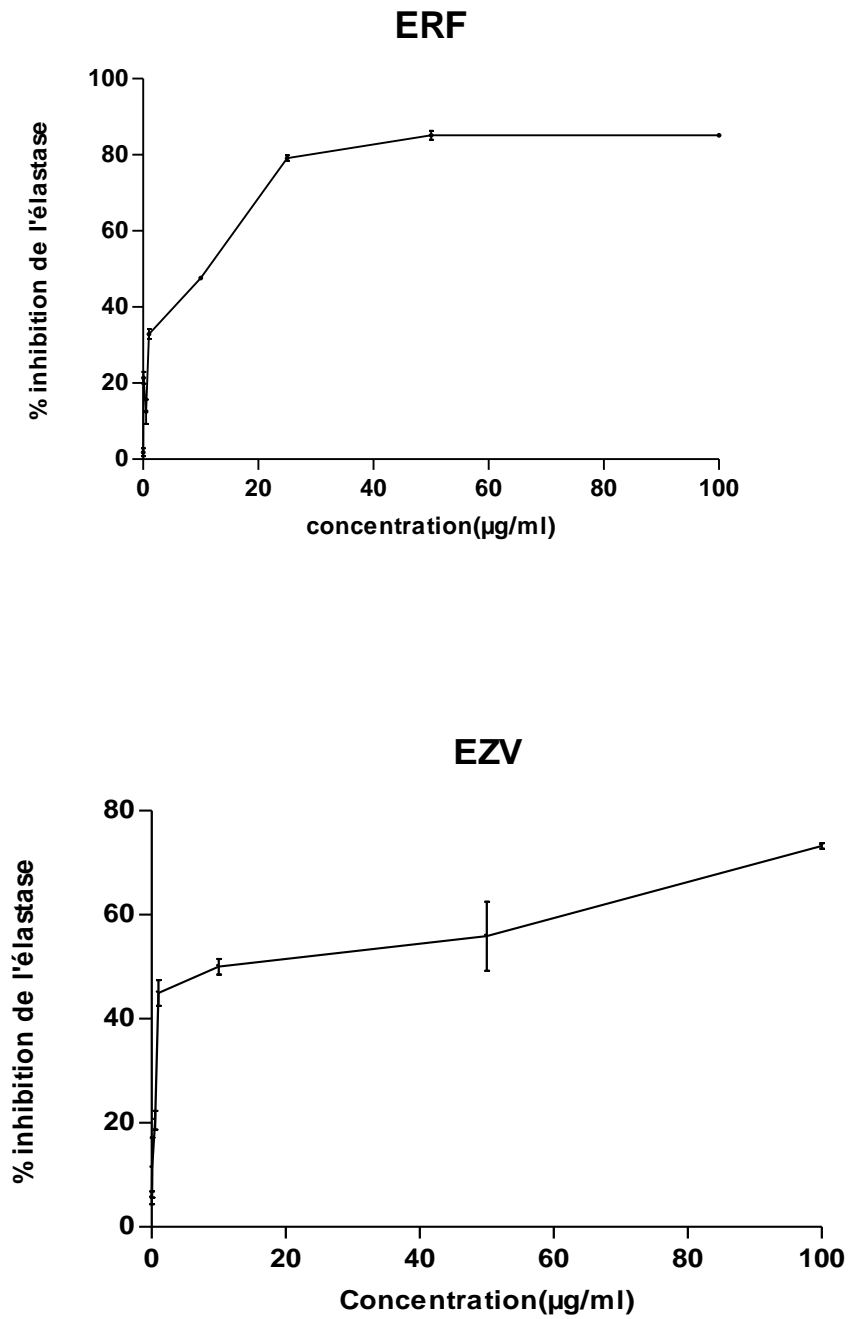 ERF
100
80
60
40
20
0
% inhibition de l'élastase
0 20 40 60 80 100
concentration(µg/ml)
EZV
80
60
40
20
0
% inhibition de l'élastase
0 20 40 60 80 100
Concentration(µg/ml)